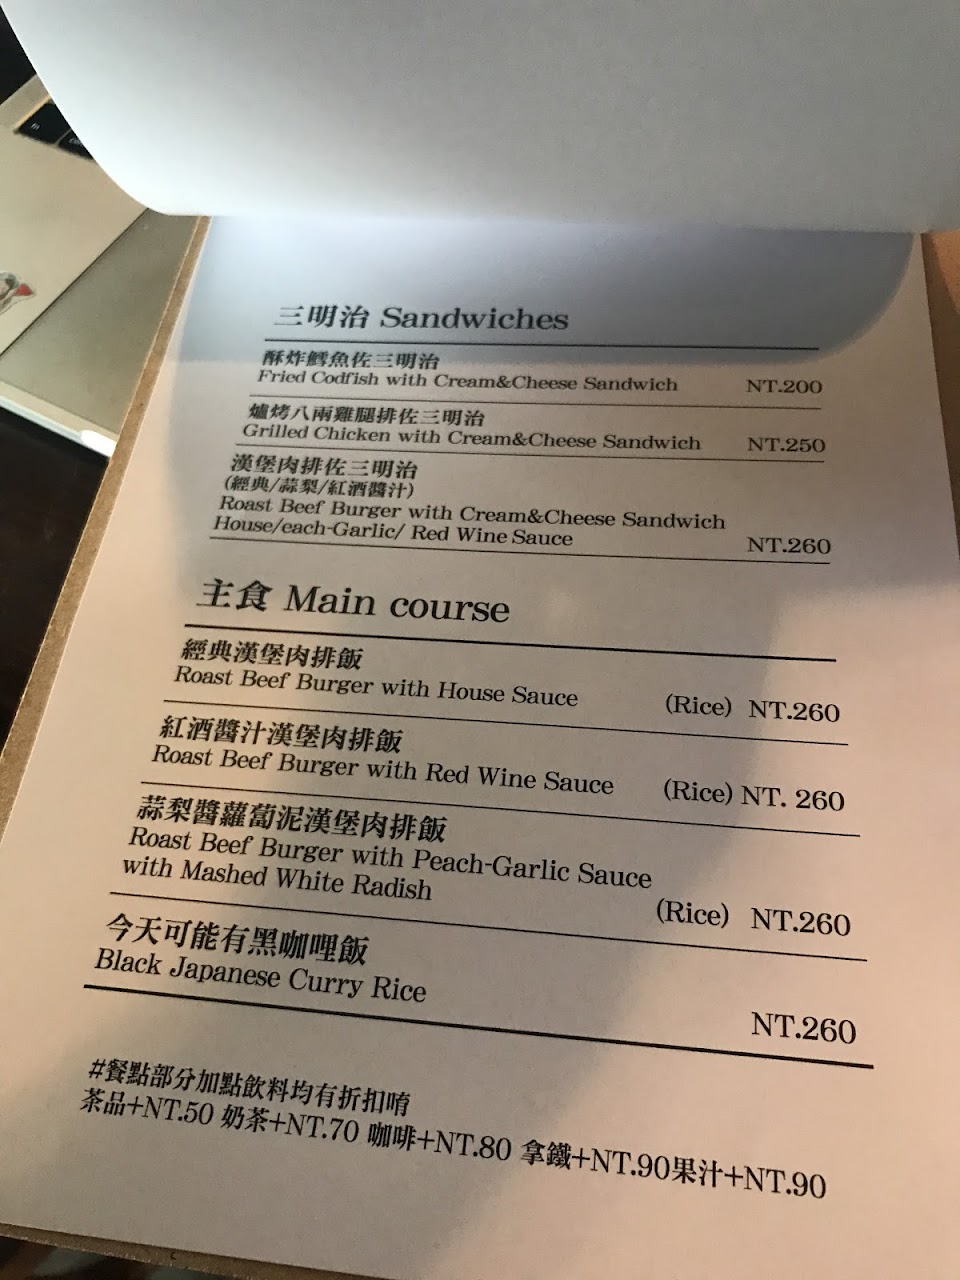 三明治 Sandwiches
酥炸鱈魚佐三明治
Fried Codfish with Cream&Cheese Sandwich NT.200
爐烤八兩雞腿排佐三明治
Grilled Chicken with Cream&Cheese Sandwich NT.250
漢堡肉排佐三明治
(經典/蒜梨/紅酒醬汁)
Roast Beef Burger with Cream&Cheese Sandwich
House/each-Garlic/ Red Wine Sauce NT.260
主食 Main course
經典漢堡肉排飯
Roast Beef Burger with House Sauce (Rice) NT.260
紅酒醬汁漢堡肉排飯
Roast Beef Burger with Red Wine Sauce (Rice) NT. 260
蒜梨醬蘿蔔泥漢堡肉排飯
Roast Beef Burger with Peach-Garlic Sauce
with Mashed White Radish (Rice) NT.260
今天可能有黑咖哩飯
Black Japanese Curry Rice NT.260
#餐點部分加點飲料均有折扣唷
茶品+NT.50 奶茶+NT.70 咖啡+NT.80 拿鐵+NT.90果汁+NT.90